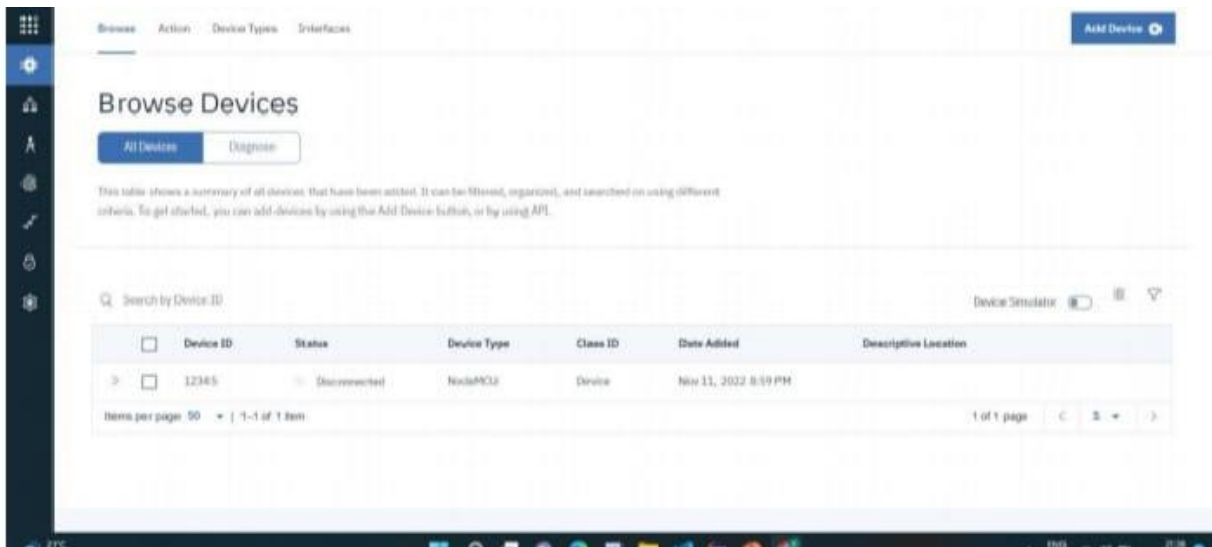 Browse Action Device Types Interfaces
Add Device
Browse Devices
All Devices Diagnose
This table shows a summary of all devices that have been added. It can be filtered, organized, and searched on using different
criteria. To get started, you can add devices by using the Add Device button, or by using API.
Search by Device ID
Device Simulator
Device ID Status Device Type Class ID Date Added Descriptive Location
12345 Disconnected NodeMCU Device Nov 11, 2022 8:59 PM
Items per page 50 | 1–1 of 1 item
1 of 1 page 1
ENG